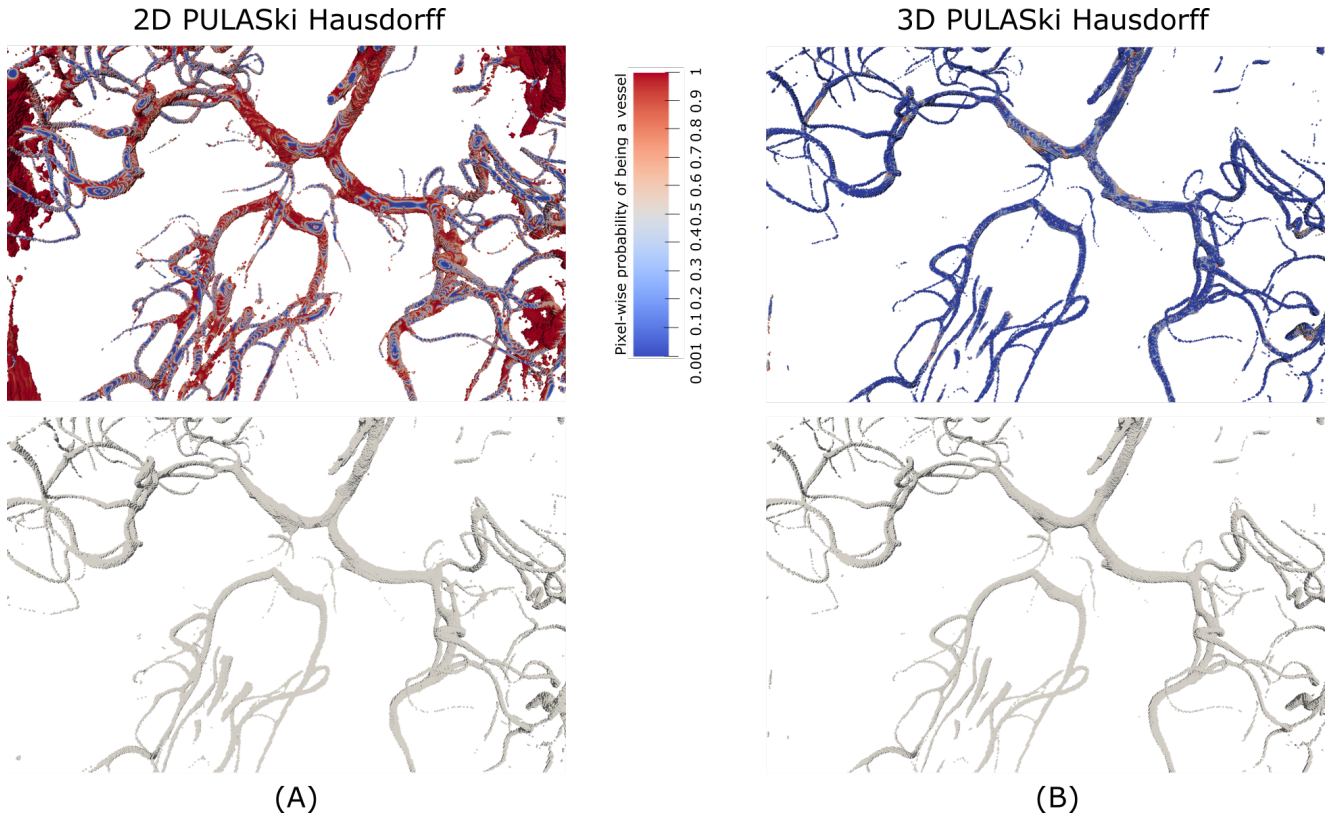 2D PULASki Hausdorff
3D PULASki Hausdorff
Pixel-wise probability of being a vessel
0.001 0.1 0.2 0.3 0.4 0.5 0.6 0.7 0.8 0.9 1
(A)
(B)